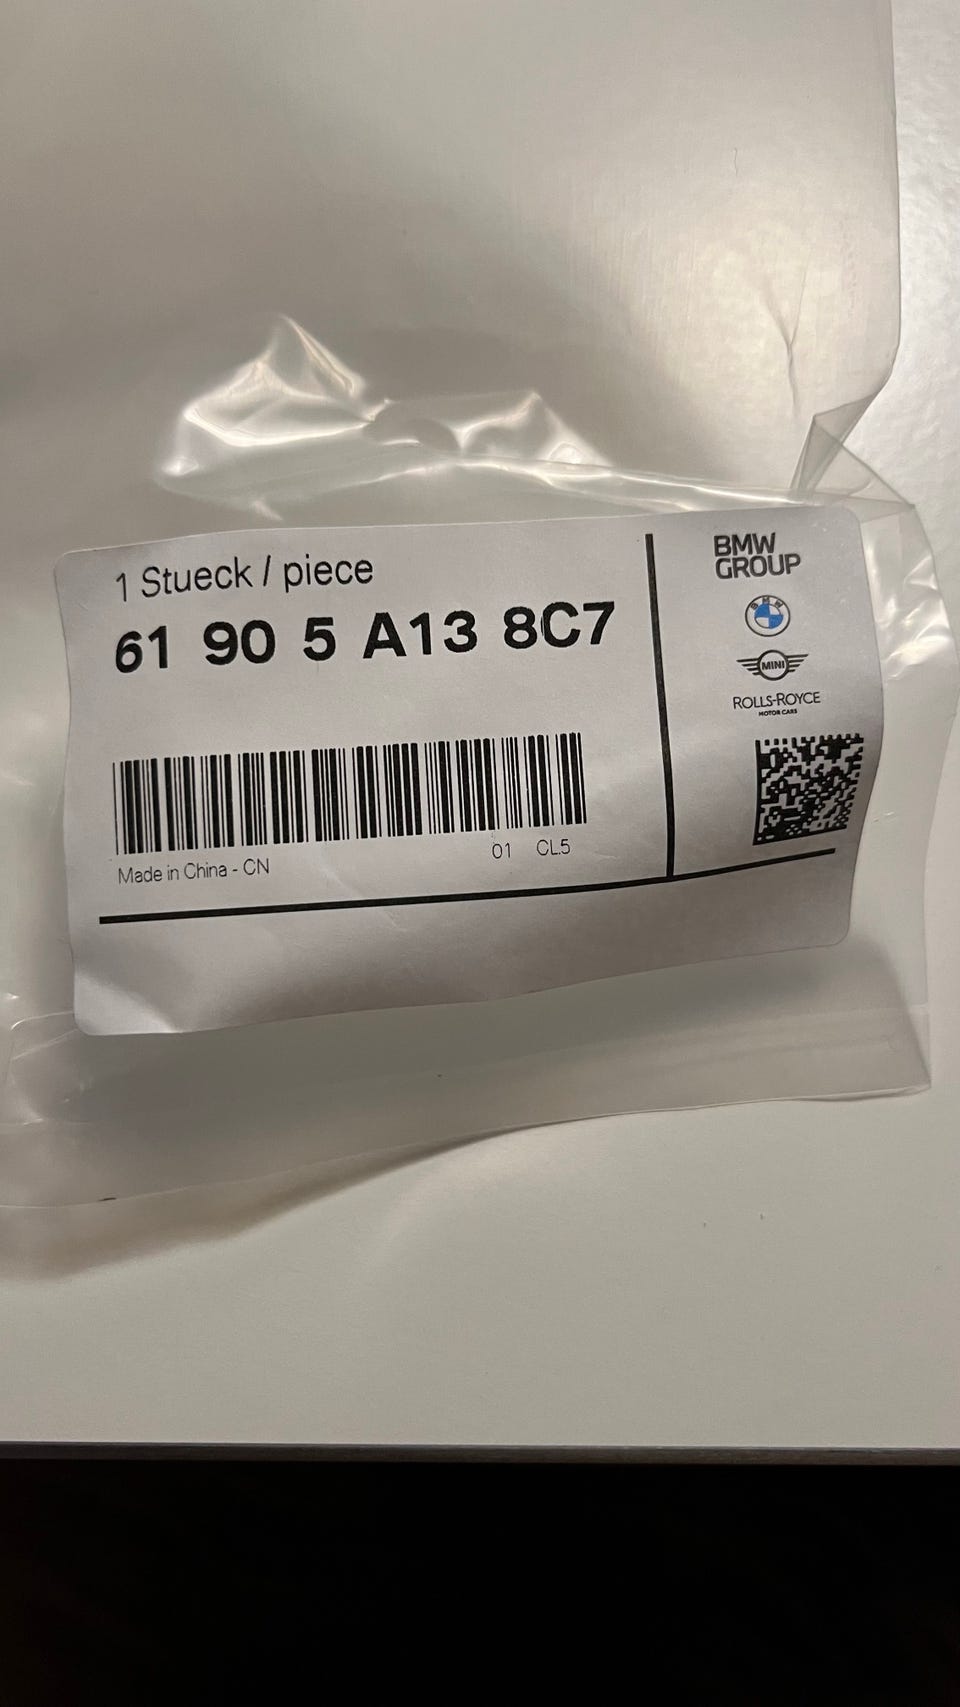 1 Stueck / piece
61 90 5 A13 8C7
Made in China - CN
01 CL5
BMW
GROUP
BMW
MINI
ROLLS-ROYCE
MOTOR CARS